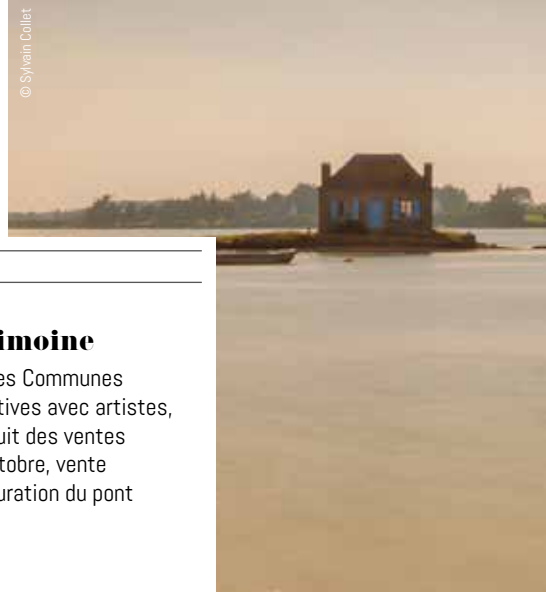 © Sylvain Collet
imoine
es Communes
tives avec artistes,
uit des ventes
tobre, vente
uration du pont